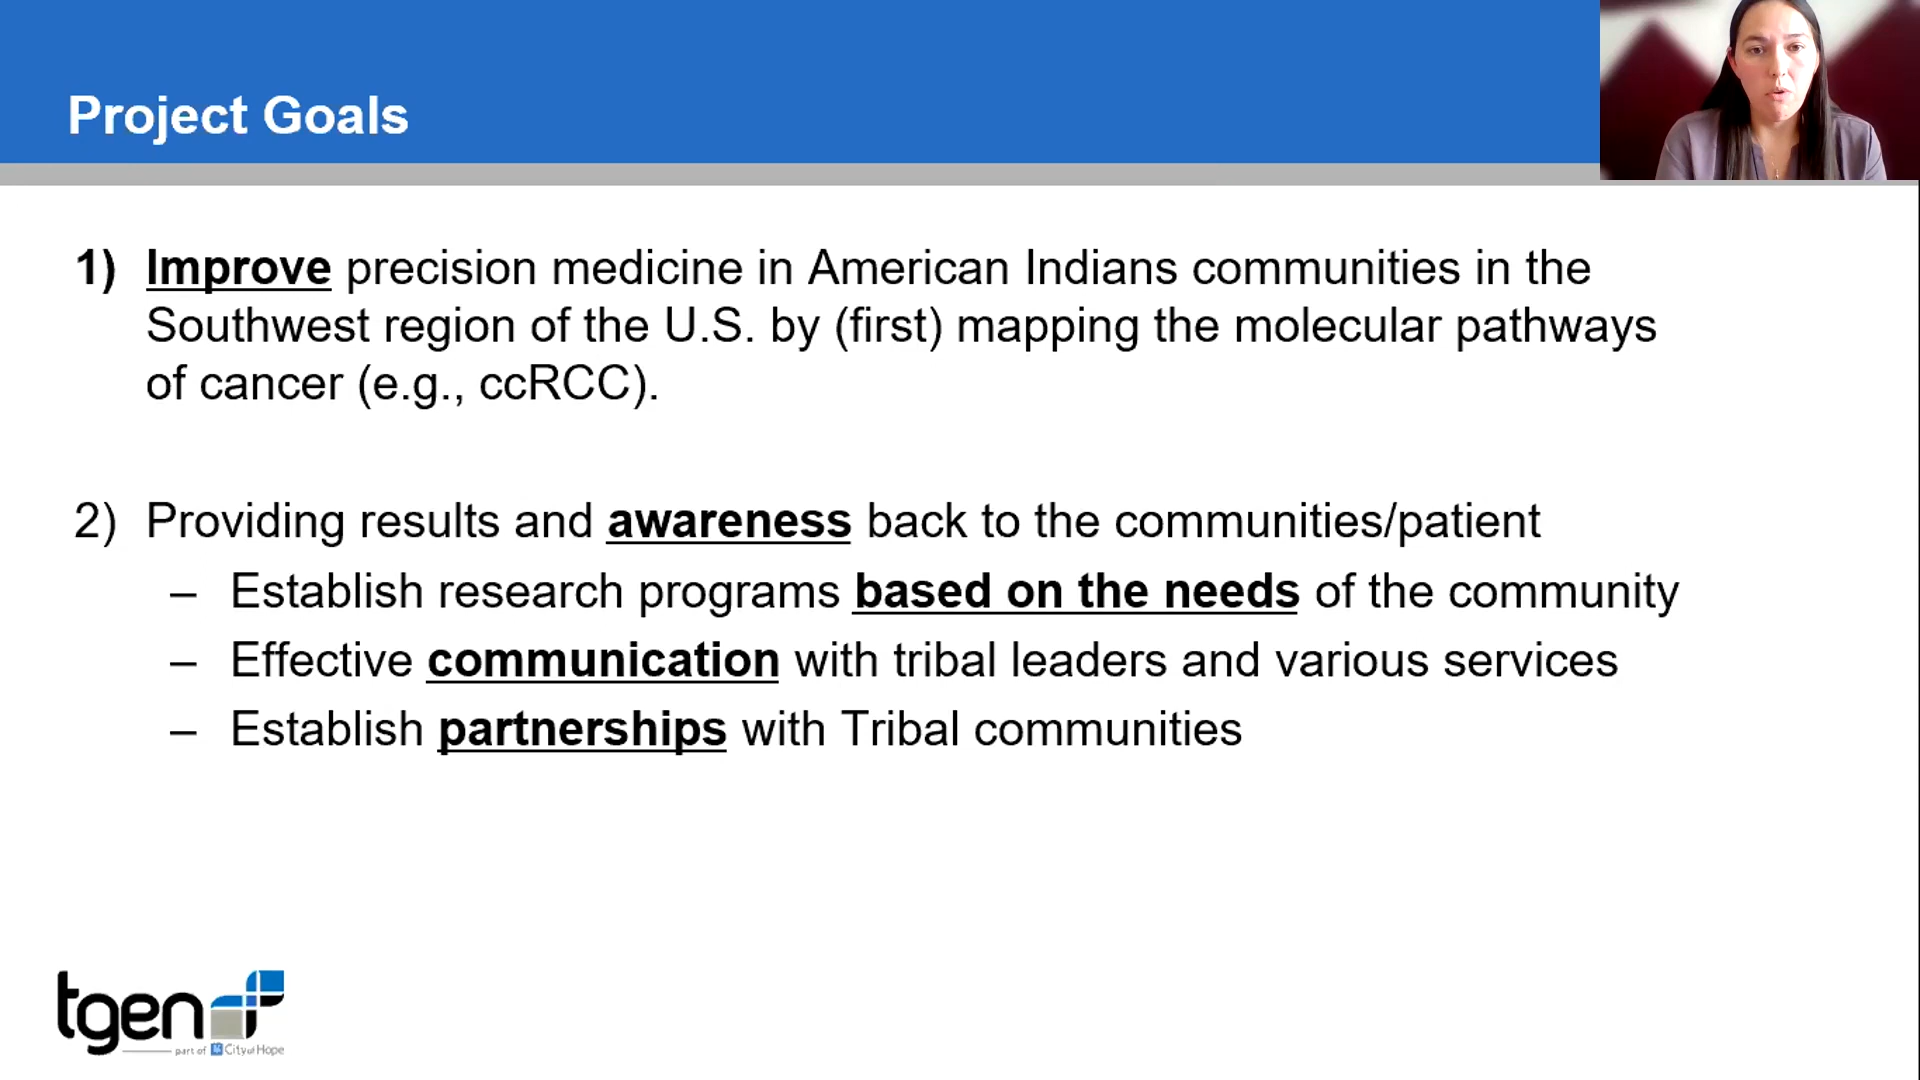 Project Goals
1) Improve precision medicine in American Indians communities in the
Southwest region of the U.S. by (first) mapping the molecular pathways
of cancer (e.g., ccRCC).
2) Providing results and awareness back to the communities/patient
– Establish research programs based on the needs of the community
– Effective communication with tribal leaders and various services
– Establish partnerships with Tribal communities
tgen
part of City of Hope